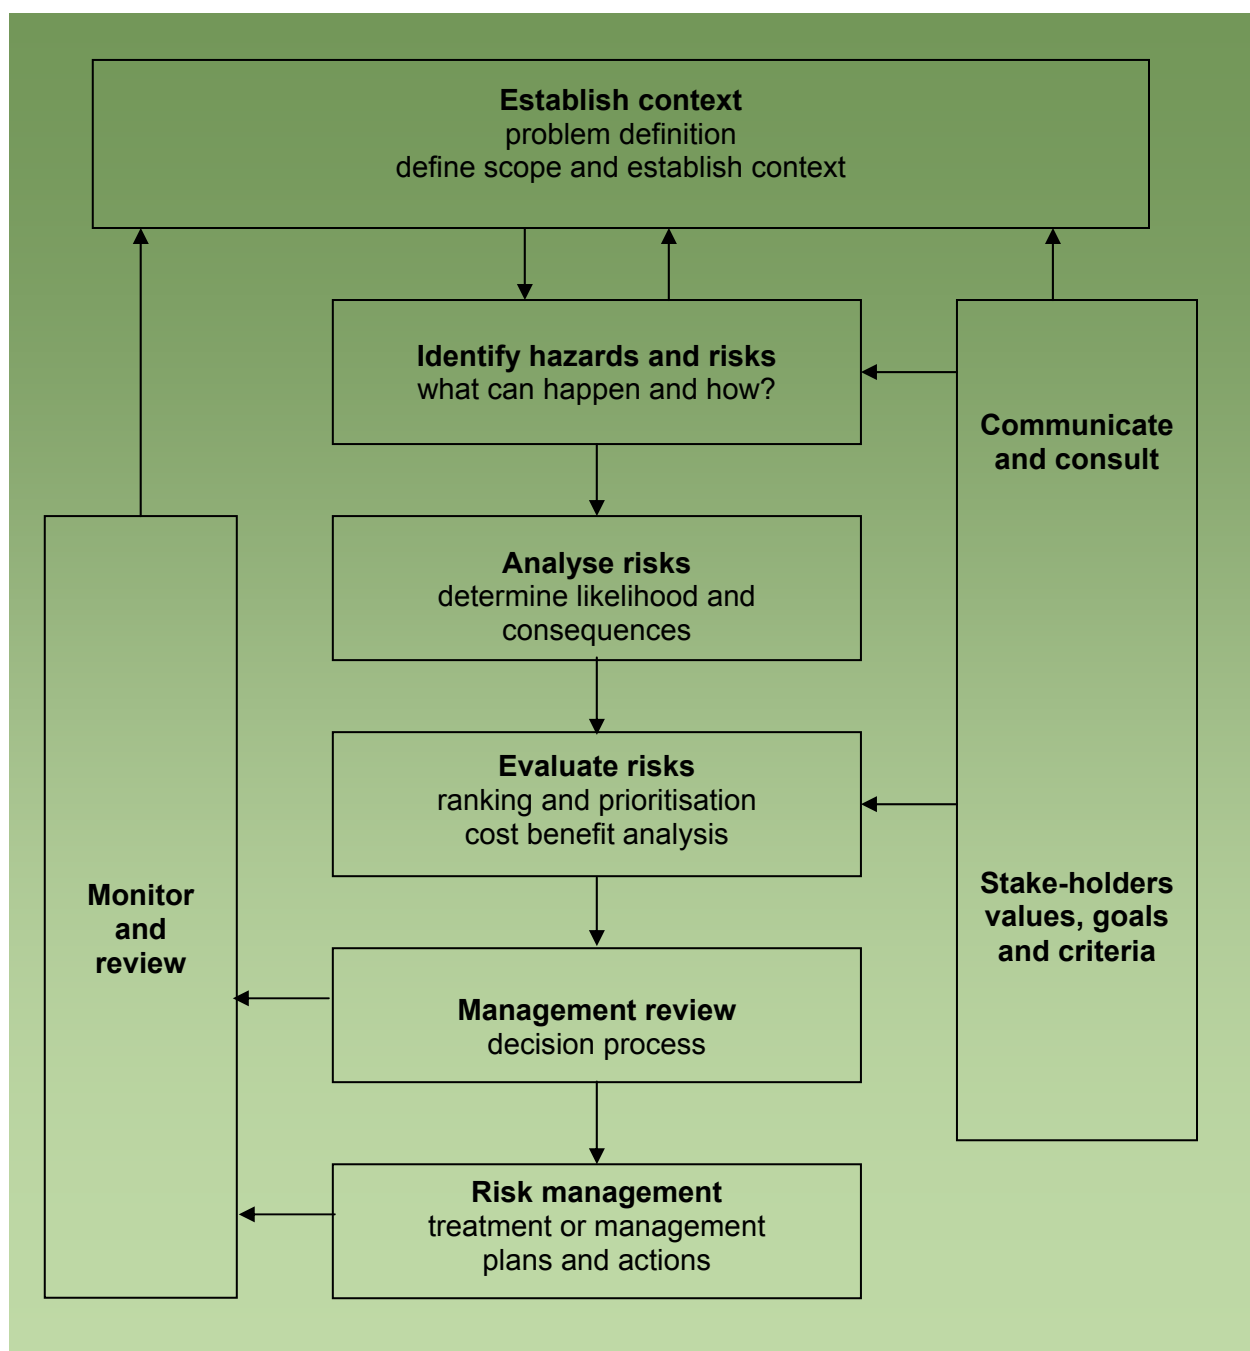 Establish context
problem definition
define scope and establish context
Identify hazards and risks
what can happen and how?
Communicate
and consult
Analyse risks
determine likelihood and
consequences
Evaluate risks
ranking and prioritisation
cost benefit analysis
Stake-holders
values, goals
and criteria
Monitor
and
review
Management review
decision process
Risk management
treatment or management
plans and actions